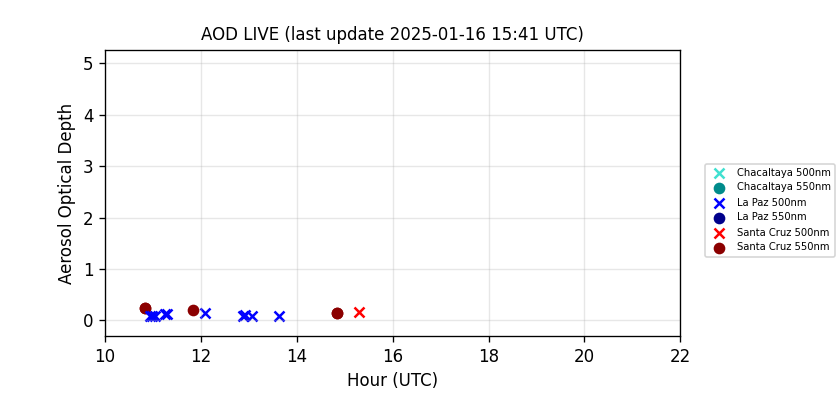 AOD LIVE (last update 2025-01-16 15:41 UTC)
5
4
3
2
1
0
Aerosol Optical Depth
10 12 14 16 18 20 22
Hour (UTC)
Chacaltaya 500nm
Chacaltaya 550nm
La Paz 500nm
La Paz 550nm
Santa Cruz 500nm
Santa Cruz 550nm